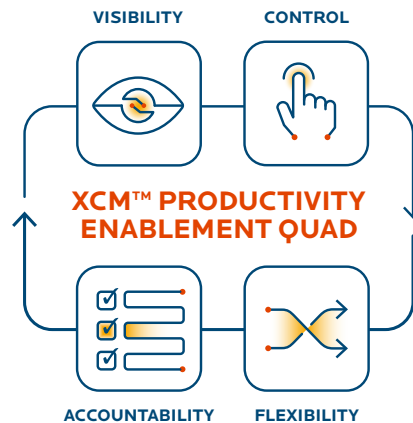 VISIBILITY
CONTROL
XCM™ PRODUCTIVITY
ENABLEMENT QUAD
ACCOUNTABILITY
FLEXIBILITY